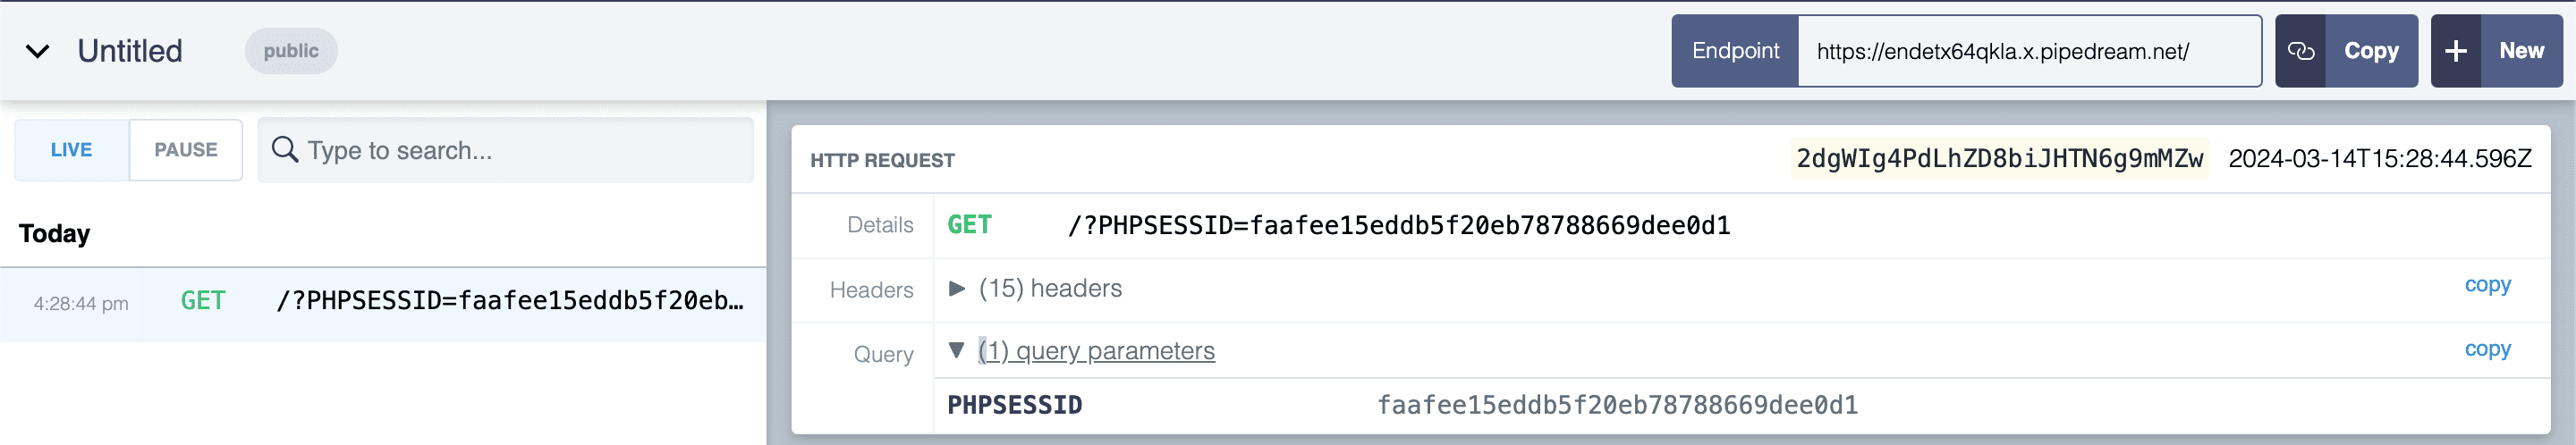 Untitled public Endpoint https://endetx64qkla.x.pipedream.net/ Copy New
LIVE PAUSE Type to search...
Today
4:28:44 pm GET /?PHPSESSID=faafee15eddb5f20eb…
HTTP REQUEST 2dgWIg4PdLhZD8biJHTN6g9mMZw 2024-03-14T15:28:44.596Z
Details GET /?PHPSESSID=faafee15eddb5f20eb78788669dee0d1
Headers (15) headers copy
Query (1) query parameters copy
PHPSESSID faafee15eddb5f20eb78788669dee0d1